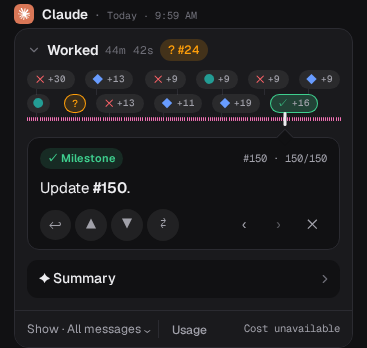 Claude · Today · 9:59 AM
Worked 44m 42s ? #24
+30 +13 +9 +9 +9 +9
? +13 +11 +19 ✓ +16
✓ Milestone #150 · 150/150
Update #150.
Summary
Show · All messages Usage Cost unavailable